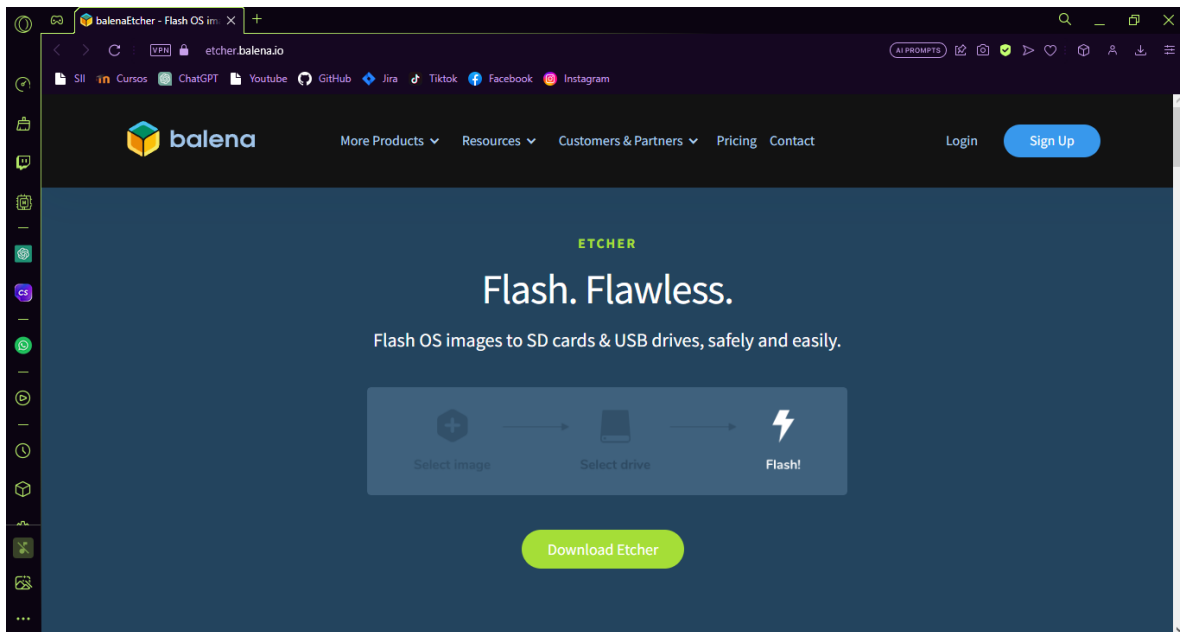 balenaEtcher - Flash OS im
VPN etcher.balena.io AI PROMPTS
SII Cursos ChatGPT Youtube GitHub Jira Tiktok Facebook Instagram
balena More Products Resources Customers & Partners Pricing Contact Login Sign Up
CS
ETCHER
Flash. Flawless.
Flash OS images to SD cards & USB drives, safely and easily.
Select image Select drive Flash!
Download Etcher